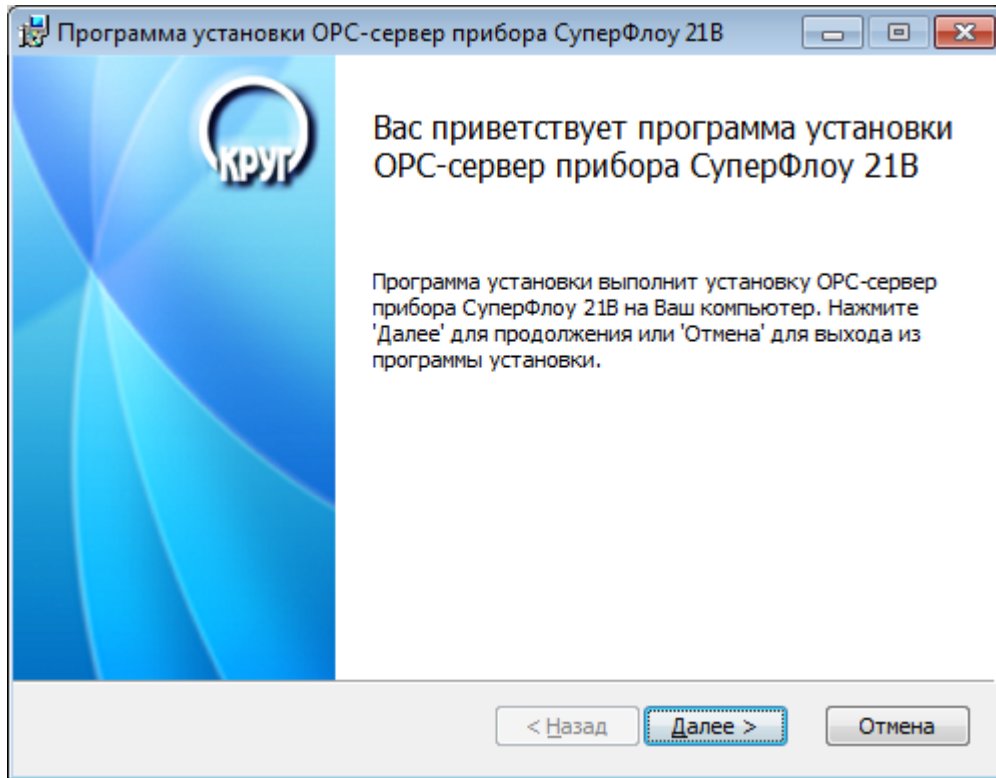 Программа установки OPC-сервер прибора СуперФлоу 21В
КРУГ
Вас приветствует программа установки
OPC-сервер прибора СуперФлоу 21В
Программа установки выполнит установку OPC-сервер
прибора СуперФлоу 21В на Ваш компьютер. Нажмите
'Далее' для продолжения или 'Отмена' для выхода из
программы установки.
< Назад
Далее >
Отмена